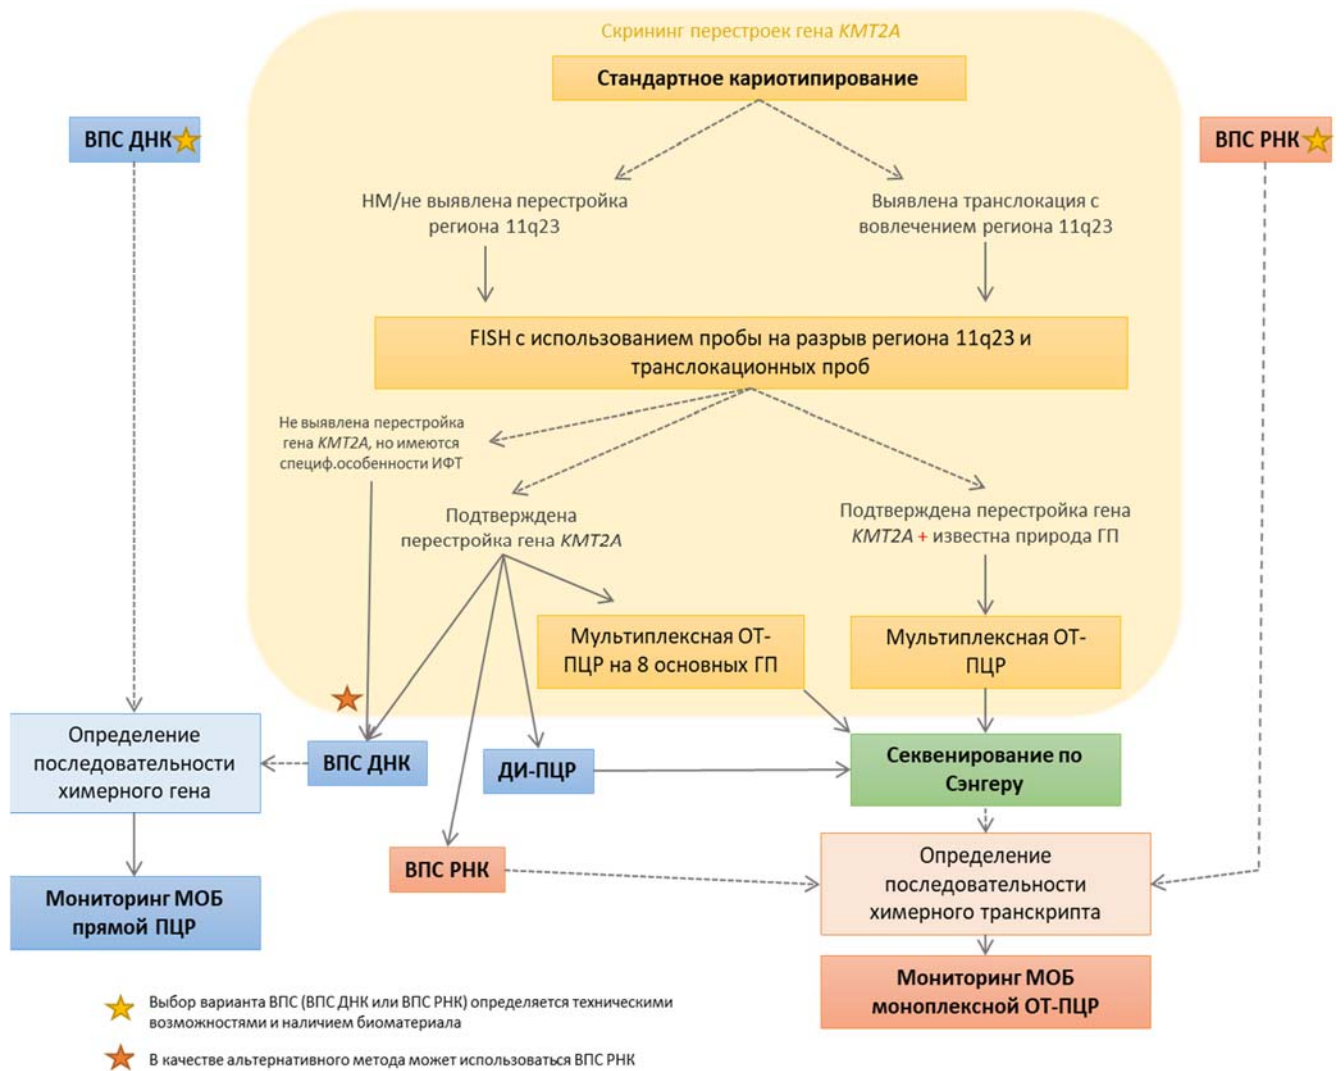 Скрининг перестроек гена KMT2A
Стандартное кариотипирование
ВПС ДНК
ВПС РНК
НМ/не выявлена перестройка
региона 11q23
Выявлена транслокация с
вовлечением региона 11q23
FISH с использованием пробы на разрыв региона 11q23 и
транслокационных проб
Не выявлена перестройка
гена KMT2A, но имеются
специф.особенности ИФТ
Подтверждена
перестройка гена KMT2A
Подтверждена перестройка гена
KMT2A + известна природа ГП
Мультиплексная ОТ-
ПЦР на 8 основных ГП
Мультиплексная ОТ-
ПЦР
Определение
последовательности
химерного гена
ВПС ДНК
ДИ-ПЦР
Секвенирование по
Сэнгеру
ВПС РНК
Определение
последовательности
химерного транскрипта
Мониторинг МОБ
прямой ПЦР
Мониторинг МОБ
моноплексной ОТ-ПЦР
Выбор варианта ВПС (ВПС ДНК или ВПС РНК) определяется техническими
возможностями и наличием биоматериала
В качестве альтернативного метода может использоваться ВПС РНК